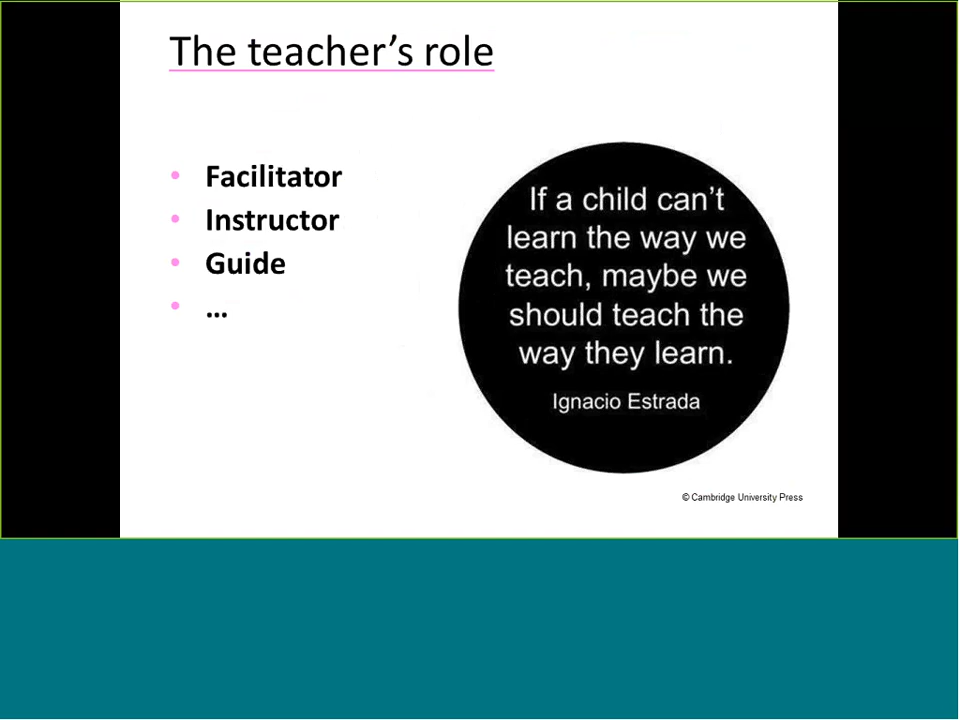 The teacher’s role
• Facilitator
• Instructor
• Guide
• …
If a child can’t
learn the way we
teach, maybe we
should teach the
way they learn.
Ignacio Estrada
© Cambridge University Press